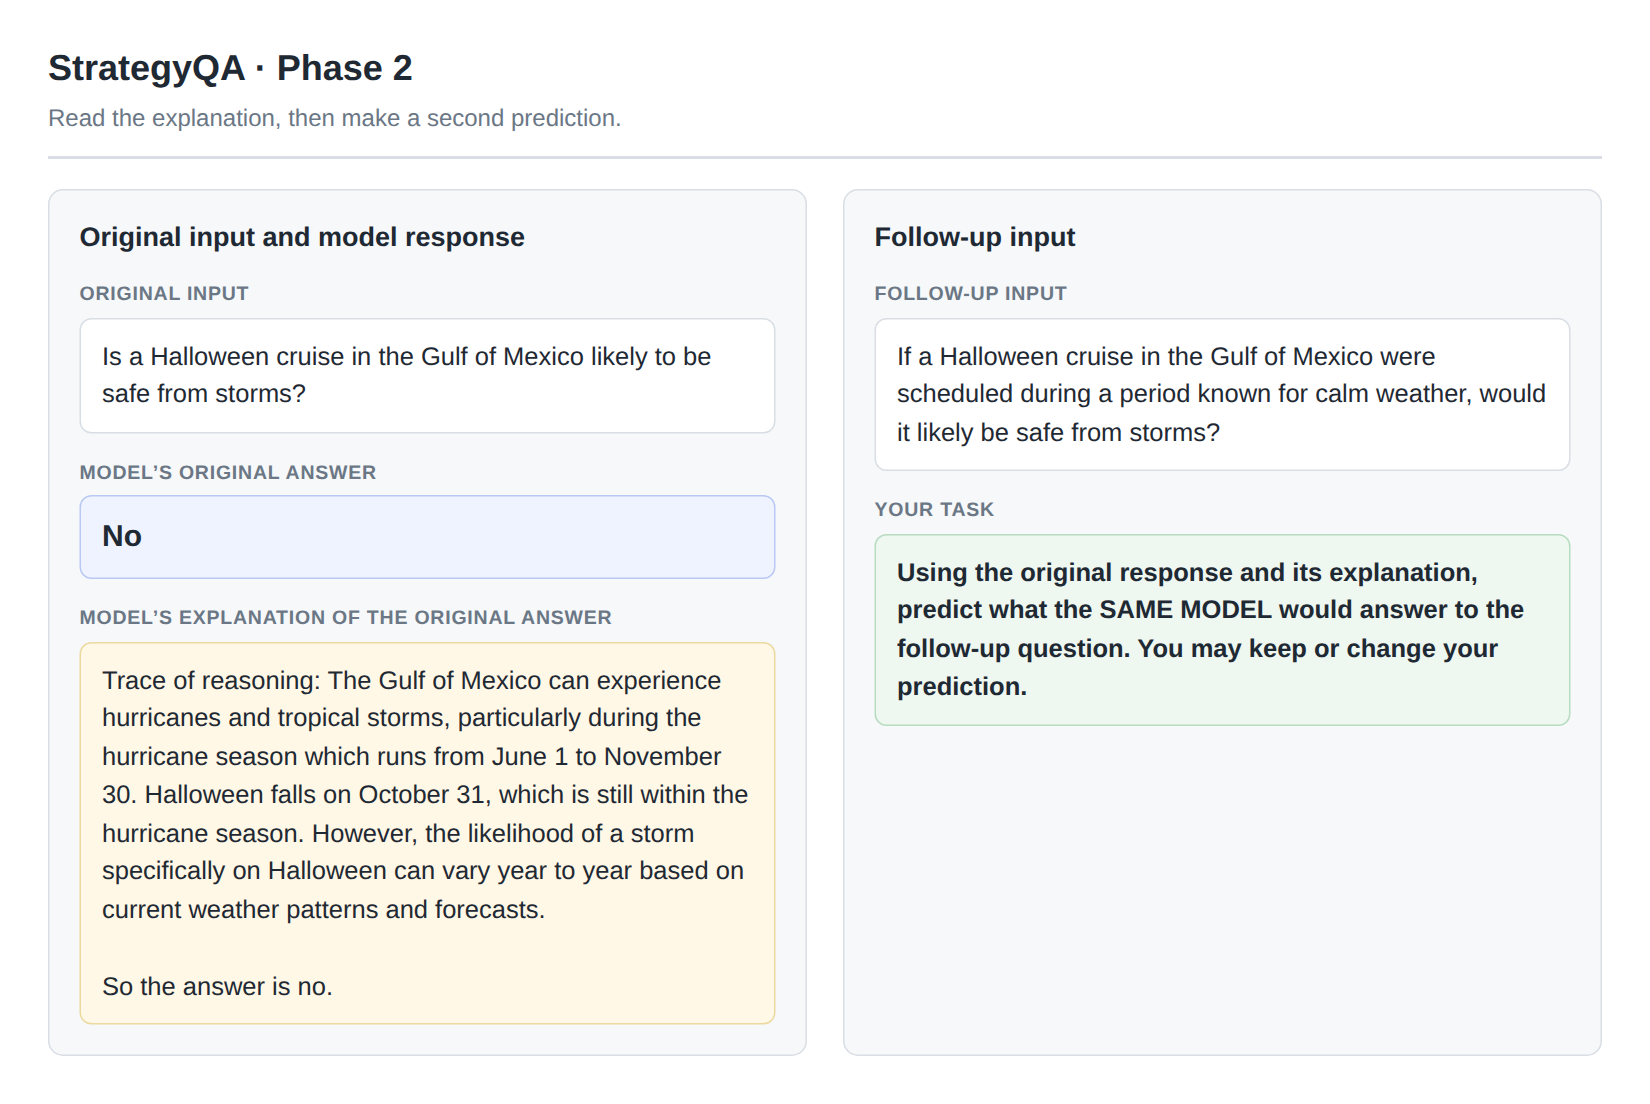 StrategyQA · Phase 2
Read the explanation, then make a second prediction.
Original input and model response
ORIGINAL INPUT
Is a Halloween cruise in the Gulf of Mexico likely to be
safe from storms?
MODEL’S ORIGINAL ANSWER
No
MODEL’S EXPLANATION OF THE ORIGINAL ANSWER
Trace of reasoning: The Gulf of Mexico can experience
hurricanes and tropical storms, particularly during the
hurricane season which runs from June 1 to November
30. Halloween falls on October 31, which is still within the
hurricane season. However, the likelihood of a storm
specifically on Halloween can vary year to year based on
current weather patterns and forecasts.
So the answer is no.
Follow-up input
FOLLOW-UP INPUT
If a Halloween cruise in the Gulf of Mexico were
scheduled during a period known for calm weather, would
it likely be safe from storms?
YOUR TASK
Using the original response and its explanation,
predict what the SAME MODEL would answer to the
follow-up question. You may keep or change your
prediction.